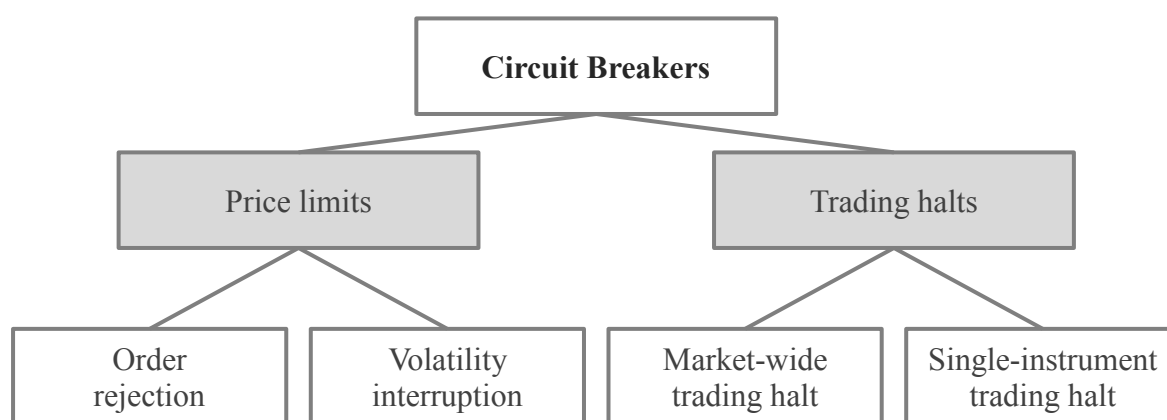 Circuit Breakers
Price limits
Trading halts
Order
rejection
Volatility
interruption
Market-wide
trading halt
Single-instrument
trading halt